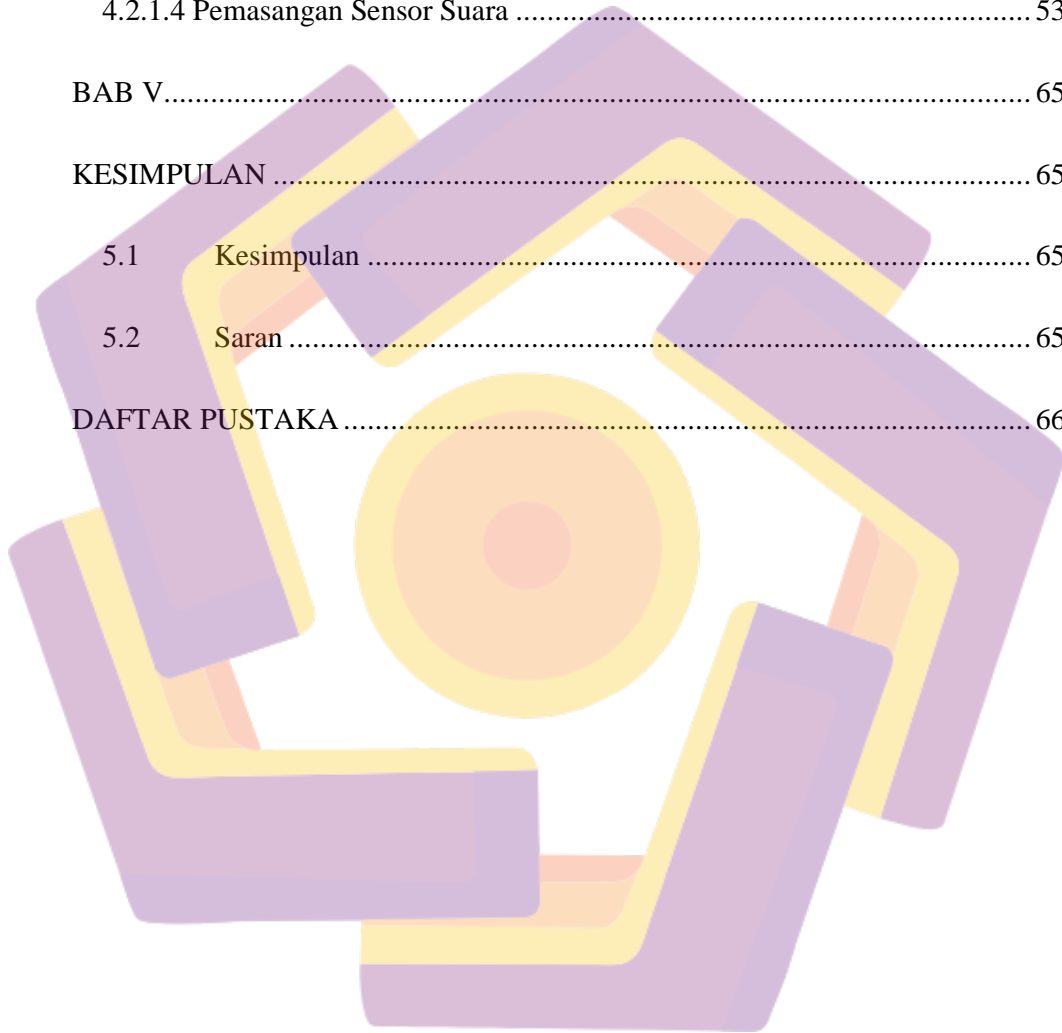 4.2.1.4 Pemasangan Sensor Suara ........................................................................ 53
BAB V................................................................................................................ 65
KESIMPULAN .................................................................................................. 65
5.1 Kesimpulan ...................................................................................... 65
5.2 Saran ................................................................................................ 65
DAFTAR PUSTAKA ......................................................................................... 66